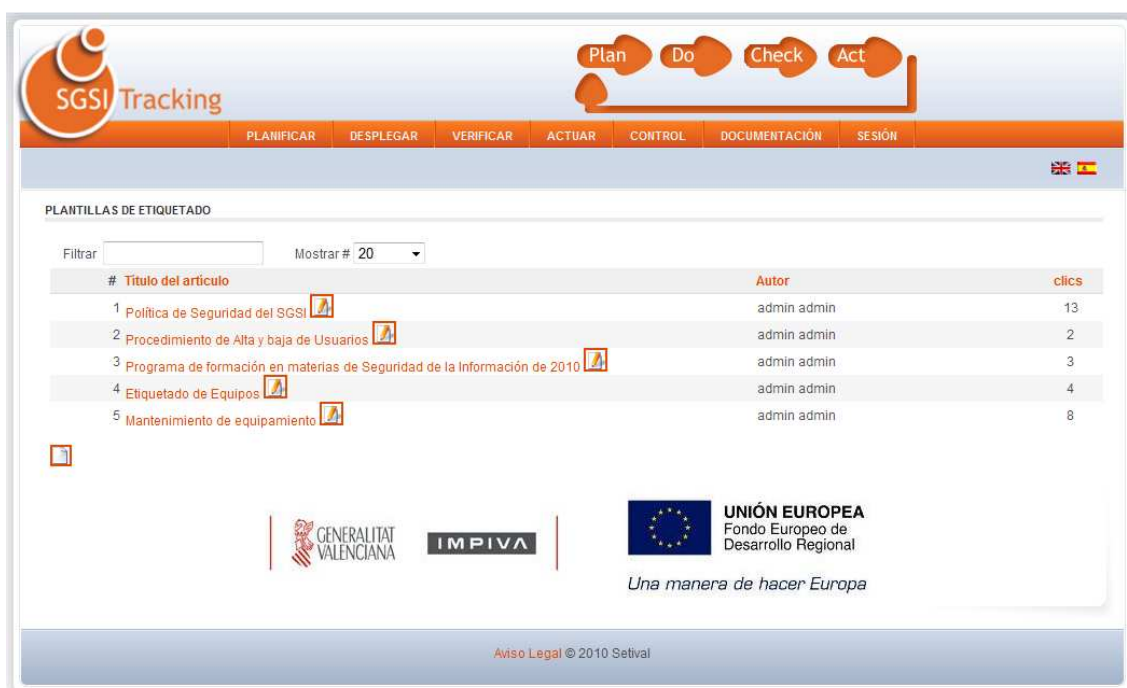 Plan Do Check Act
SGSI Tracking
PLANIFICAR DESPLEGAR VERIFICAR ACTUAR CONTROL DOCUMENTACIÓN SESIÓN
PLANTILLAS DE ETIQUETADO
Filtrar Mostrar # 20
# Título del artículo Autor clics
1 Política de Seguridad del SGSI admin admin 13
2 Procedimiento de Alta y baja de Usuarios admin admin 2
3 Programa de formación en materias de Seguridad de la Información de 2010 admin admin 3
4 Etiquetado de Equipos admin admin 4
5 Mantenimiento de equipamiento admin admin 8
GENERALITAT
VALENCIANA
IMPIVA
UNIÓN EUROPEA
Fondo Europeo de
Desarrollo Regional
Una manera de hacer Europa
Aviso Legal © 2010 Setival